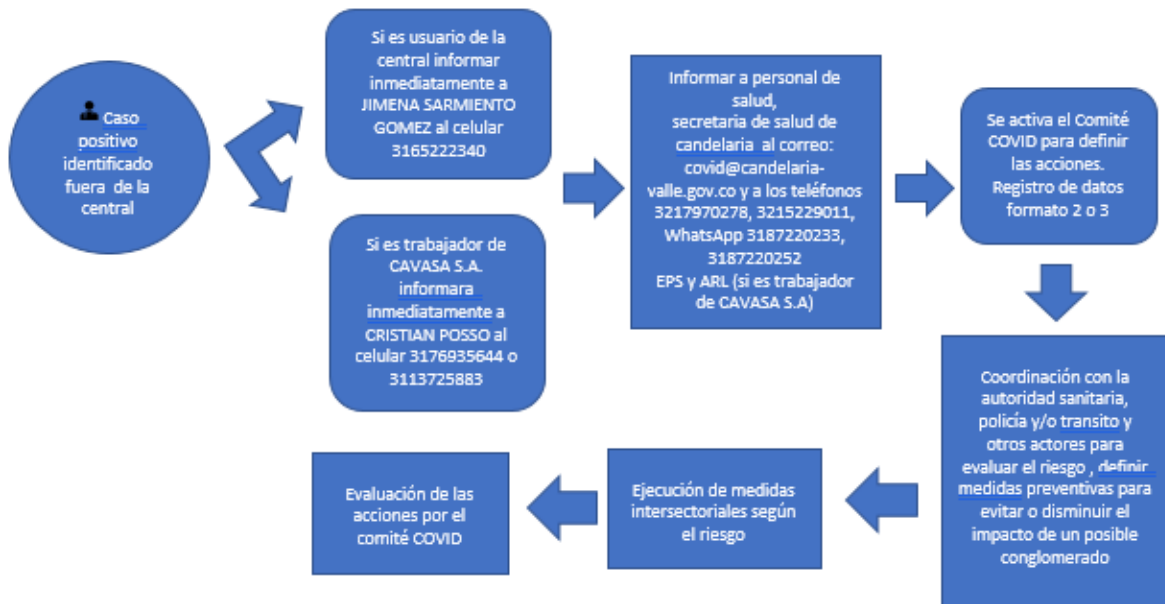 Caso
positivo
identificado
fuera de la
central
Si es usuario de la
central informar
inmediatamente a
JIMENA SARMIENTO
GOMEZ al celular
3165222340
Si es trabajador de
CAVASA S.A.
informara
inmediatamente a
CRISTIAN POSSO al
celular 3176935644 o
3113725883
Informar a personal de
salud,
secretaria de salud de
candelaria al correo:
covid@candelaria-
valle.gov.co y a los teléfonos
3217970278, 3215229011,
WhatsApp 3187220233,
3187220252
EPS y ARL (si es trabajador
de CAVASA S.A)
Se activa el Comité
COVID para definir
las acciones.
Registro de datos
formato 2 o 3
Coordinación con la
autoridad sanitaria,
policía y/o transito y
otros actores para
evaluar el riesgo , definir
medidas preventivas para
evitar o disminuir el
impacto de un posible
conglomerado
Ejecución de medidas
intersectoriales según
el riesgo
Evaluación de las
acciones por el
comité COVID